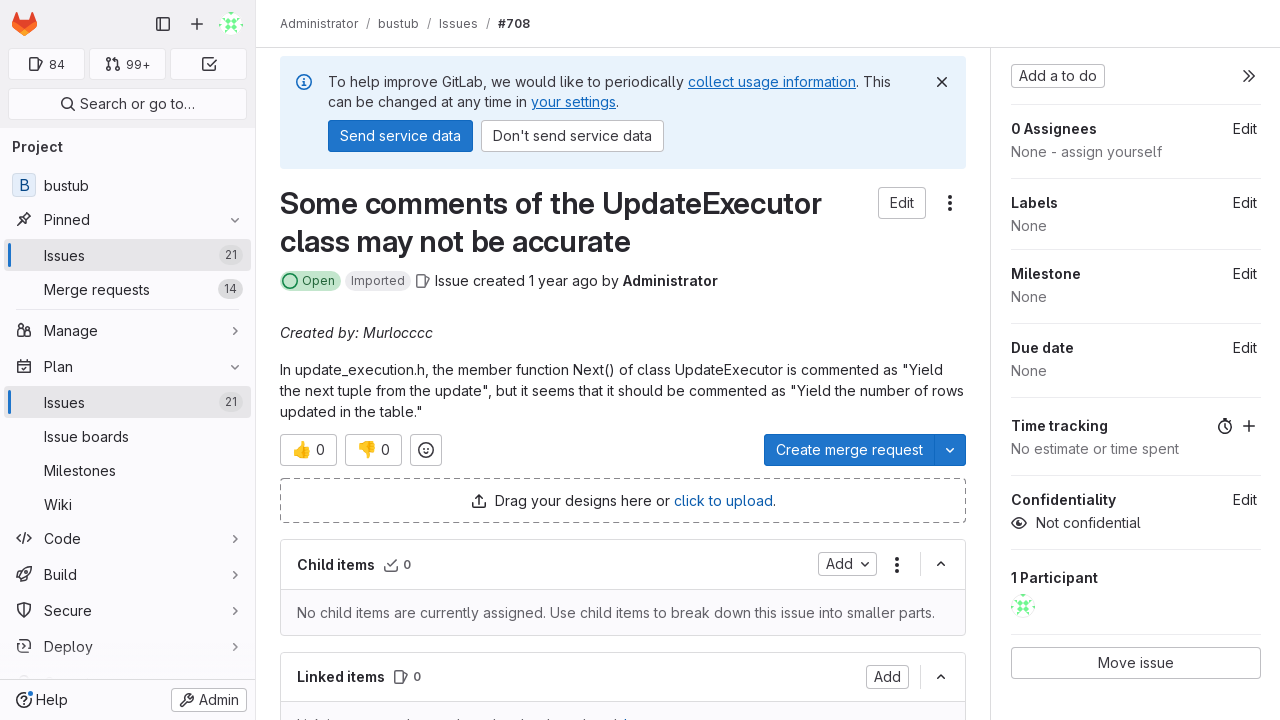 Administrator / bustub / Issues / #708
84
99+
Search or go to…
Project
B bustub
Pinned
Issues 21
Merge requests 14
Manage
Plan
Issues 21
Issue boards
Milestones
Wiki
Code
Build
Secure
Deploy
Help
Admin
To help improve GitLab, we would like to periodically collect usage information. This
can be changed at any time in your settings.
Send service data
Don't send service data
Some comments of the UpdateExecutor
class may not be accurate
Edit
Open Imported Issue created 1 year ago by Administrator
Created by: Murlocccc
In update_execution.h, the member function Next() of class UpdateExecutor is commented as "Yield
the next tuple from the update", but it seems that it should be commented as "Yield the number of rows
updated in the table."
👍 0
👎 0
Create merge request
Drag your designs here or click to upload.
Child items 0
Add
No child items are currently assigned. Use child items to break down this issue into smaller parts.
Linked items 0
Add
Add a to do
0 Assignees Edit
None - assign yourself
Labels Edit
None
Milestone Edit
None
Due date Edit
None
Time tracking
No estimate or time spent
Confidentiality Edit
Not confidential
1 Participant
Move issue